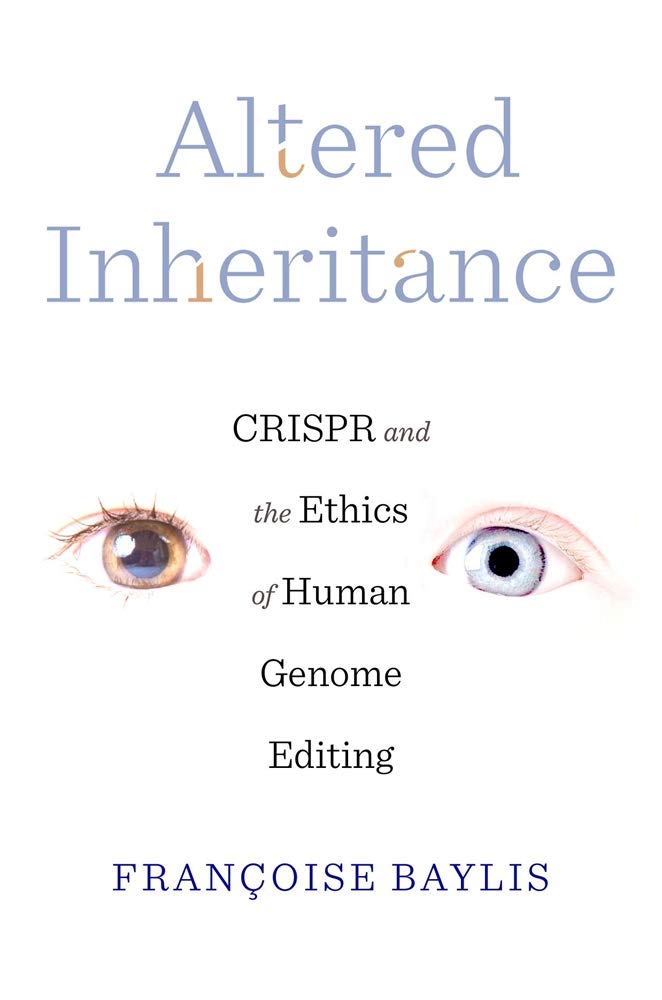 Altered
Inheritance
CRISPR and
the Ethics
of Human
Genome
Editing
FRANÇOISE BAYLIS